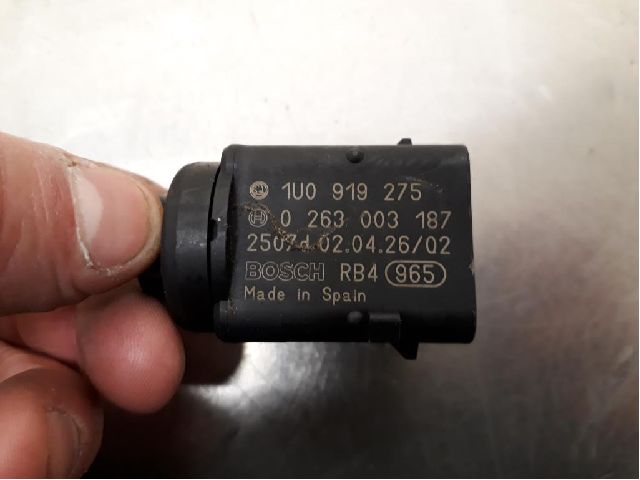 1U0 919 275
0 263 003 187
2507d 02.04.26/02
BOSCH RB4 965
Made in Spain